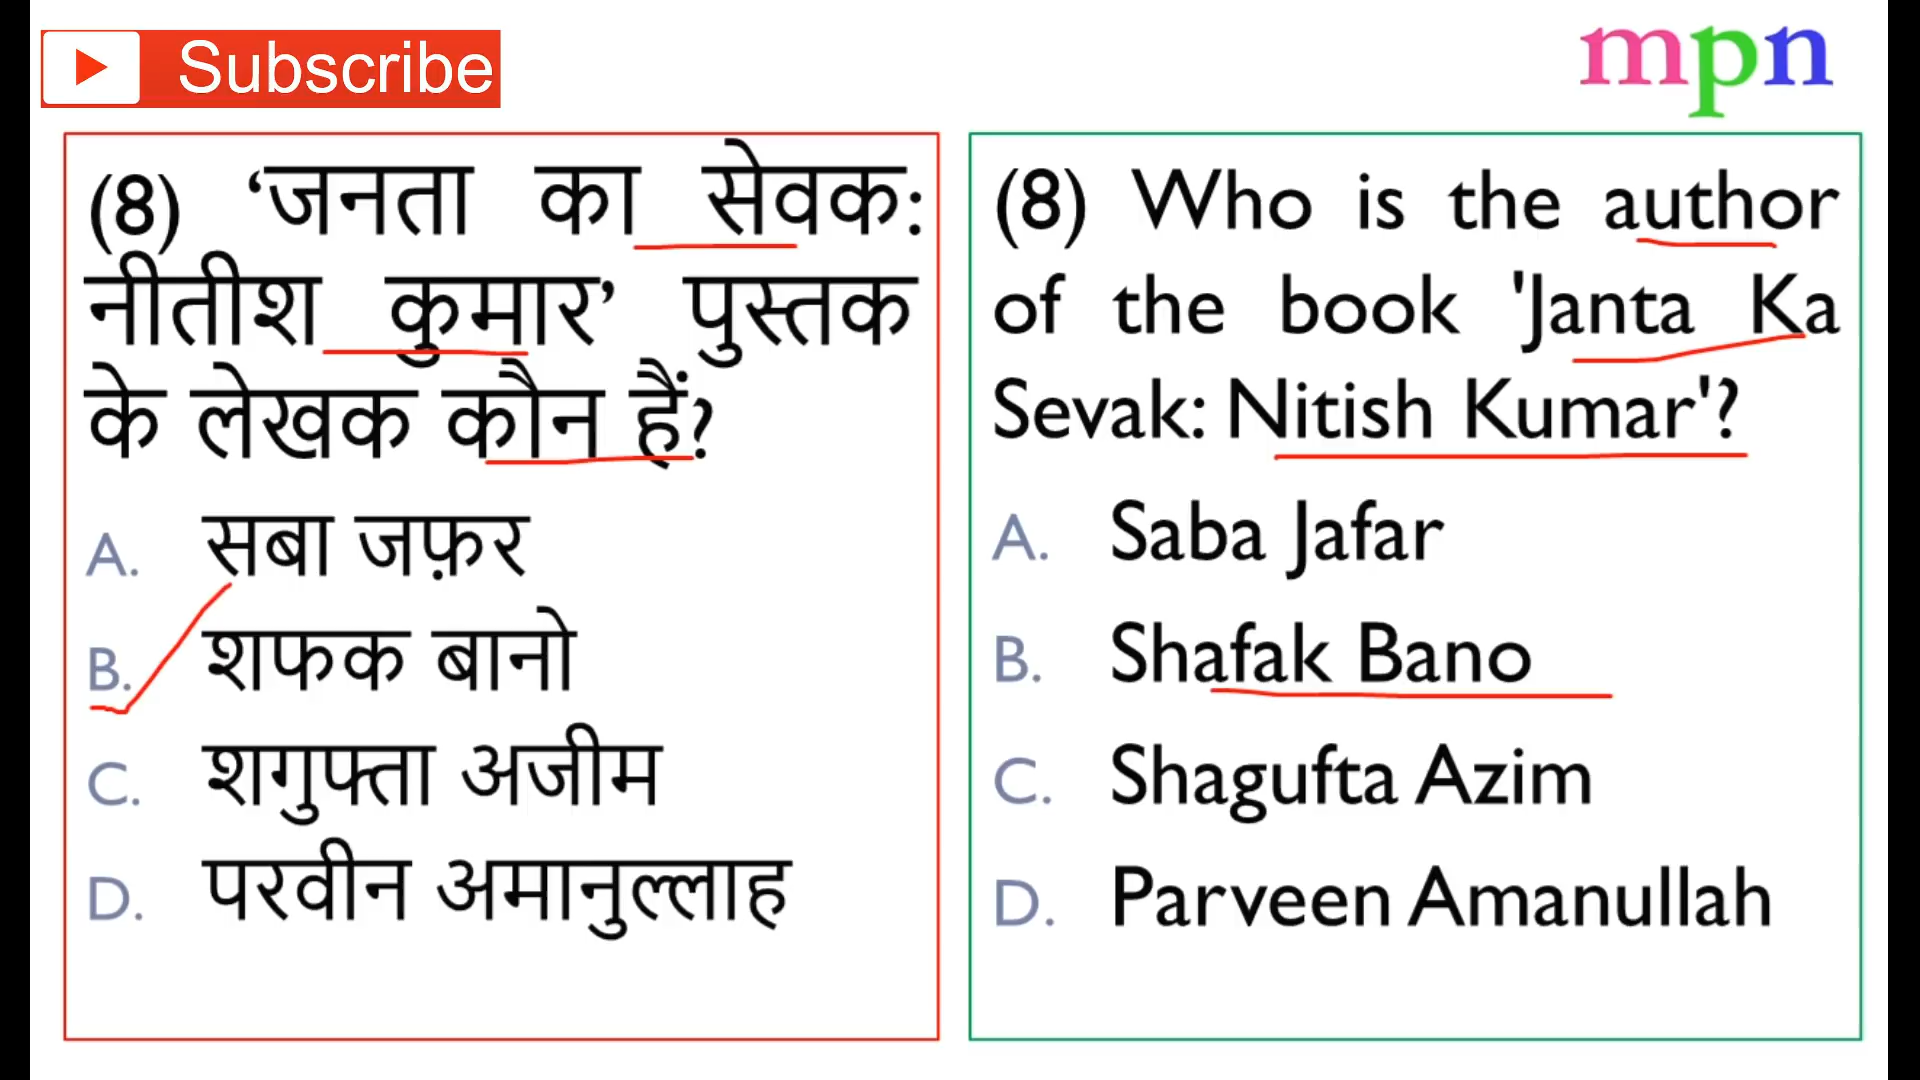 Subscribe
mpn
(8) ‘जनता का सेवक:
नीतीश कुमार’ पुस्तक
के लेखक कौन हैं?
A. सबा जफ़र
B. शफक बानो
C. शगुफ्ता अजीम
D. परवीन अमानुल्लाह
(8) Who is the author
of the book 'Janta Ka
Sevak: Nitish Kumar'?
A. Saba Jafar
B. Shafak Bano
C. Shagufta Azim
D. Parveen Amanullah